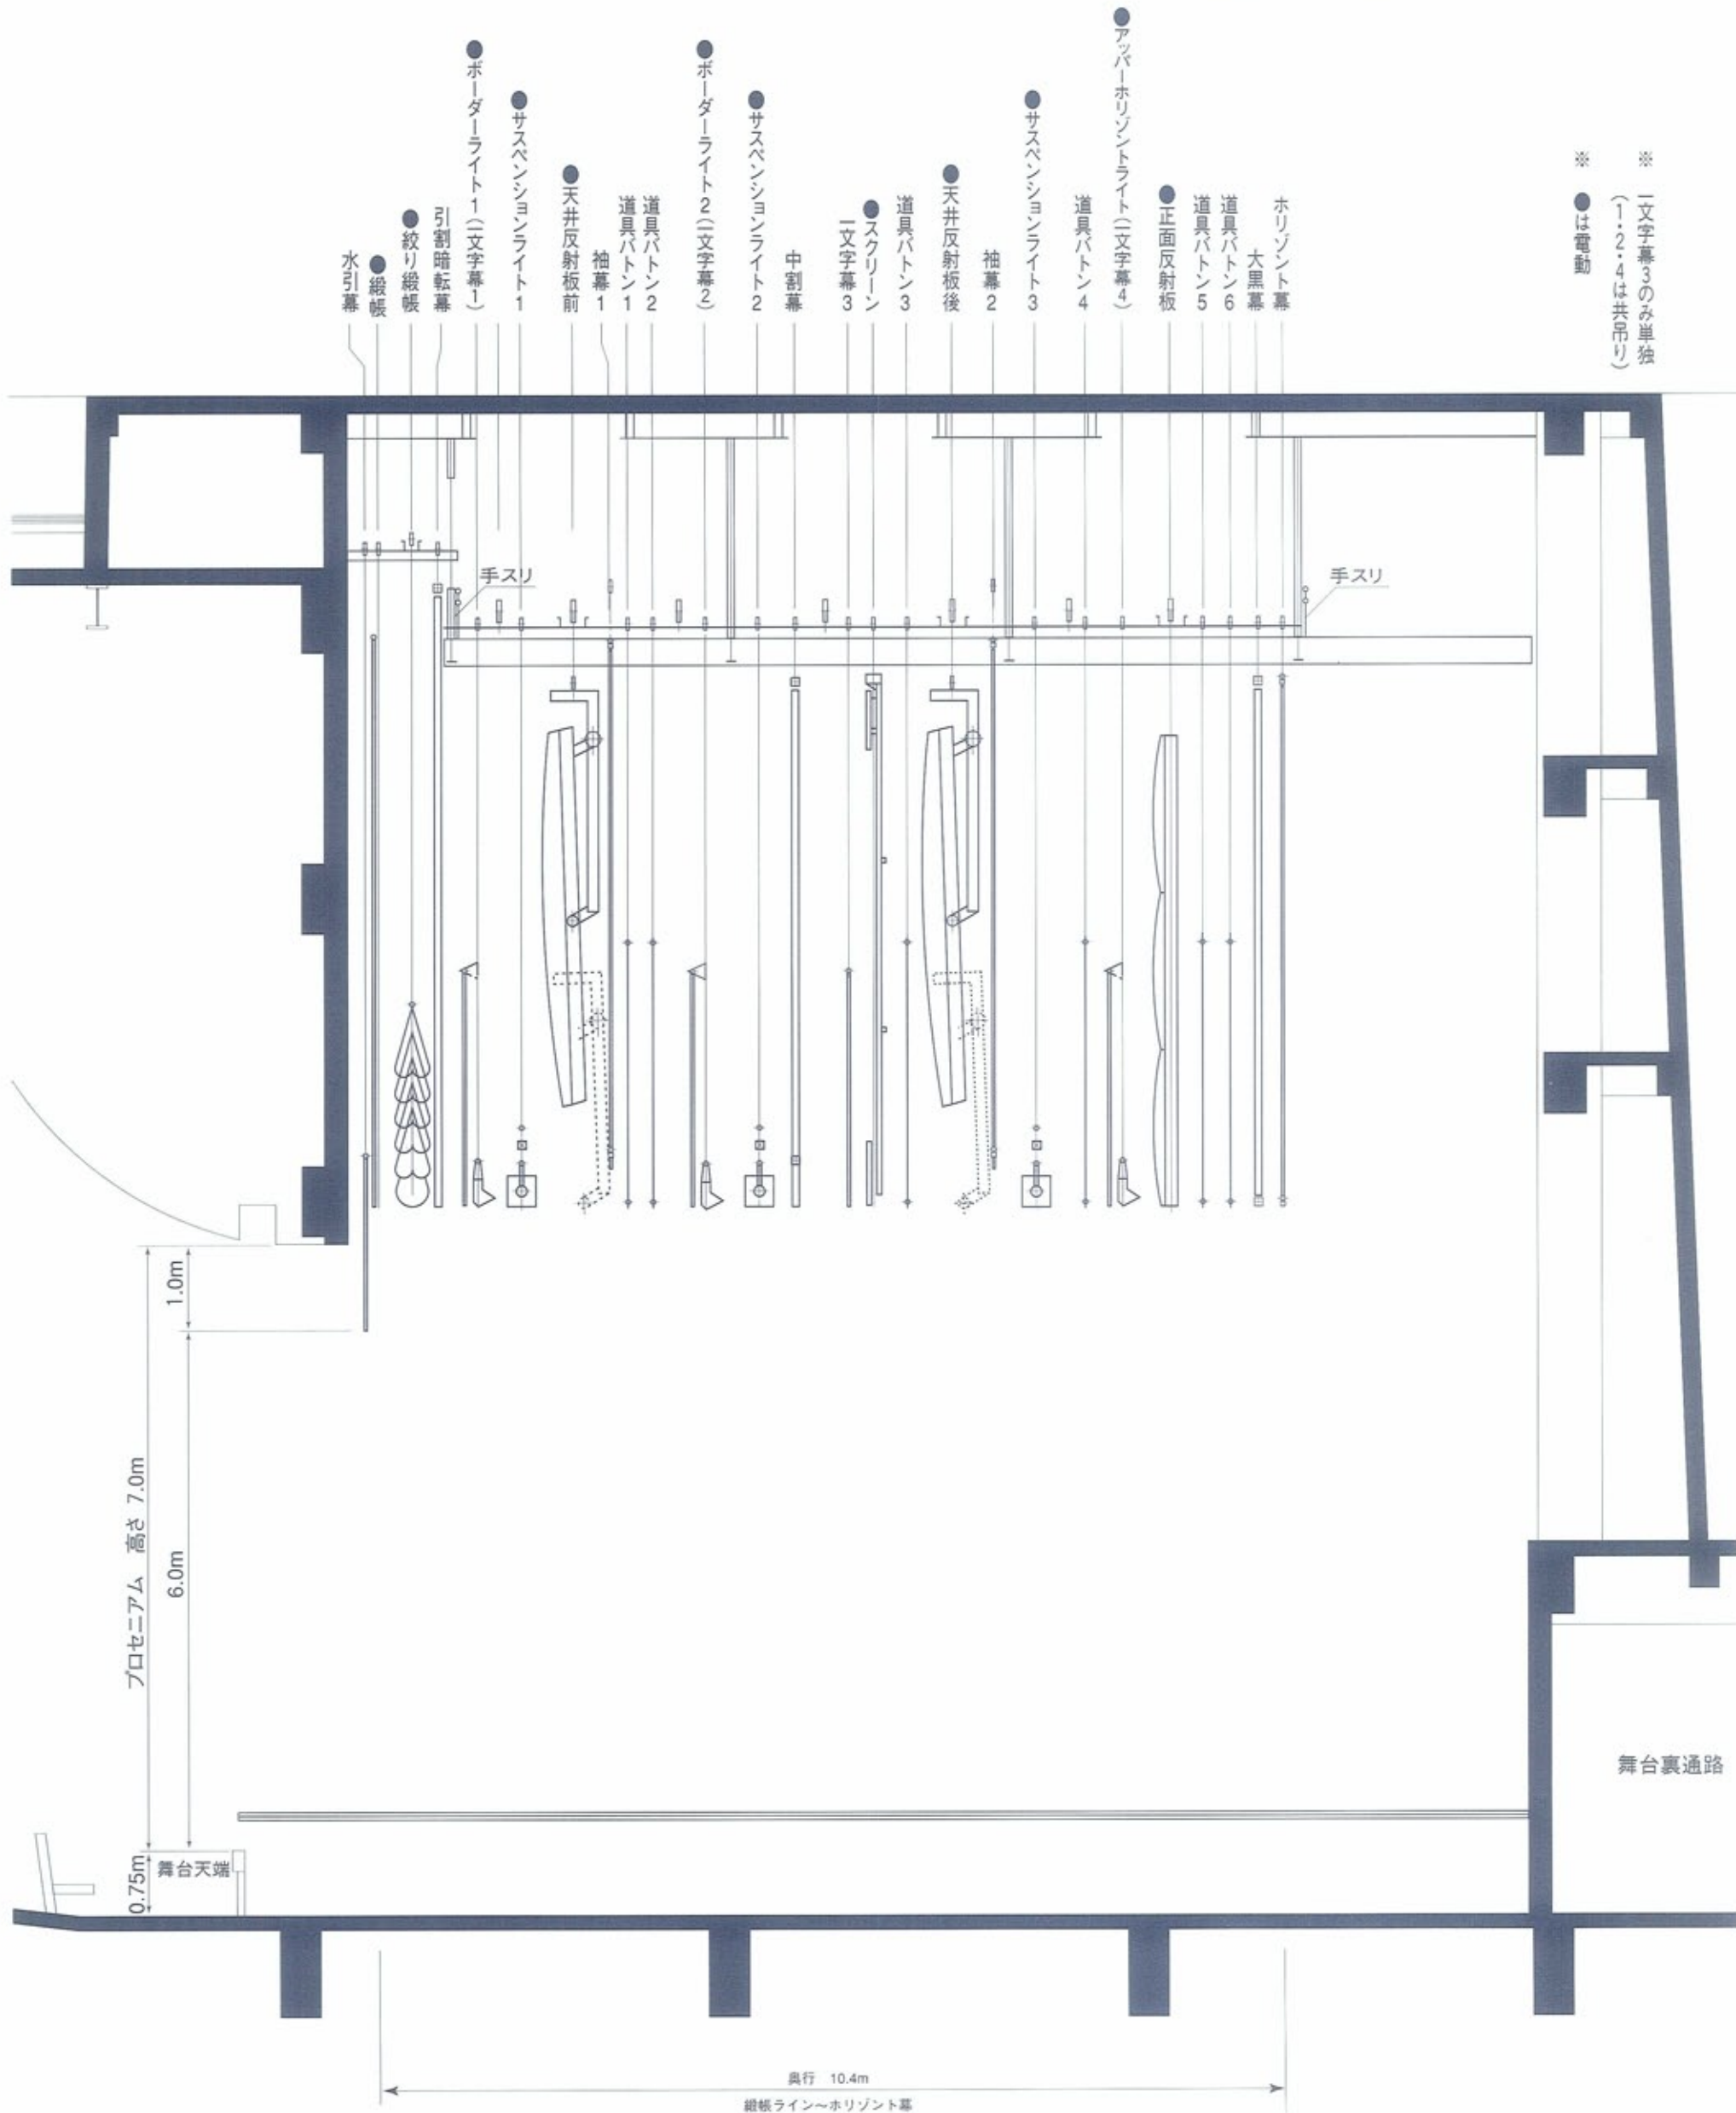 水引幕
●緞帳
●絞り緞帳
引割暗転幕
●ボーダーライト1(一文字幕1)
●サスペンションライト1
●天井反射板前
袖幕1
道具バトン1
道具バトン2
●ボーダーライト2(一文字幕2)
●サスペンションライト2
中割幕
一文字幕3
●スクリーン
道具バトン3
●天井反射板後
袖幕2
●サスペンションライト3
道具バトン4
●アッパーホリゾントライト(一文字幕4)
●正面反射板
道具バトン5
道具バトン6
大黒幕
ホリゾント幕
※ 一文字幕3のみ単独
(1・2・4は共吊り)
※ ●は電動
手スリ
手スリ
1.0m
プロセニアム 高さ 7.0m
6.0m
舞台裏通路
0.75m
舞台天端
奥行 10.4m
緞帳ライン〜ホリゾント幕